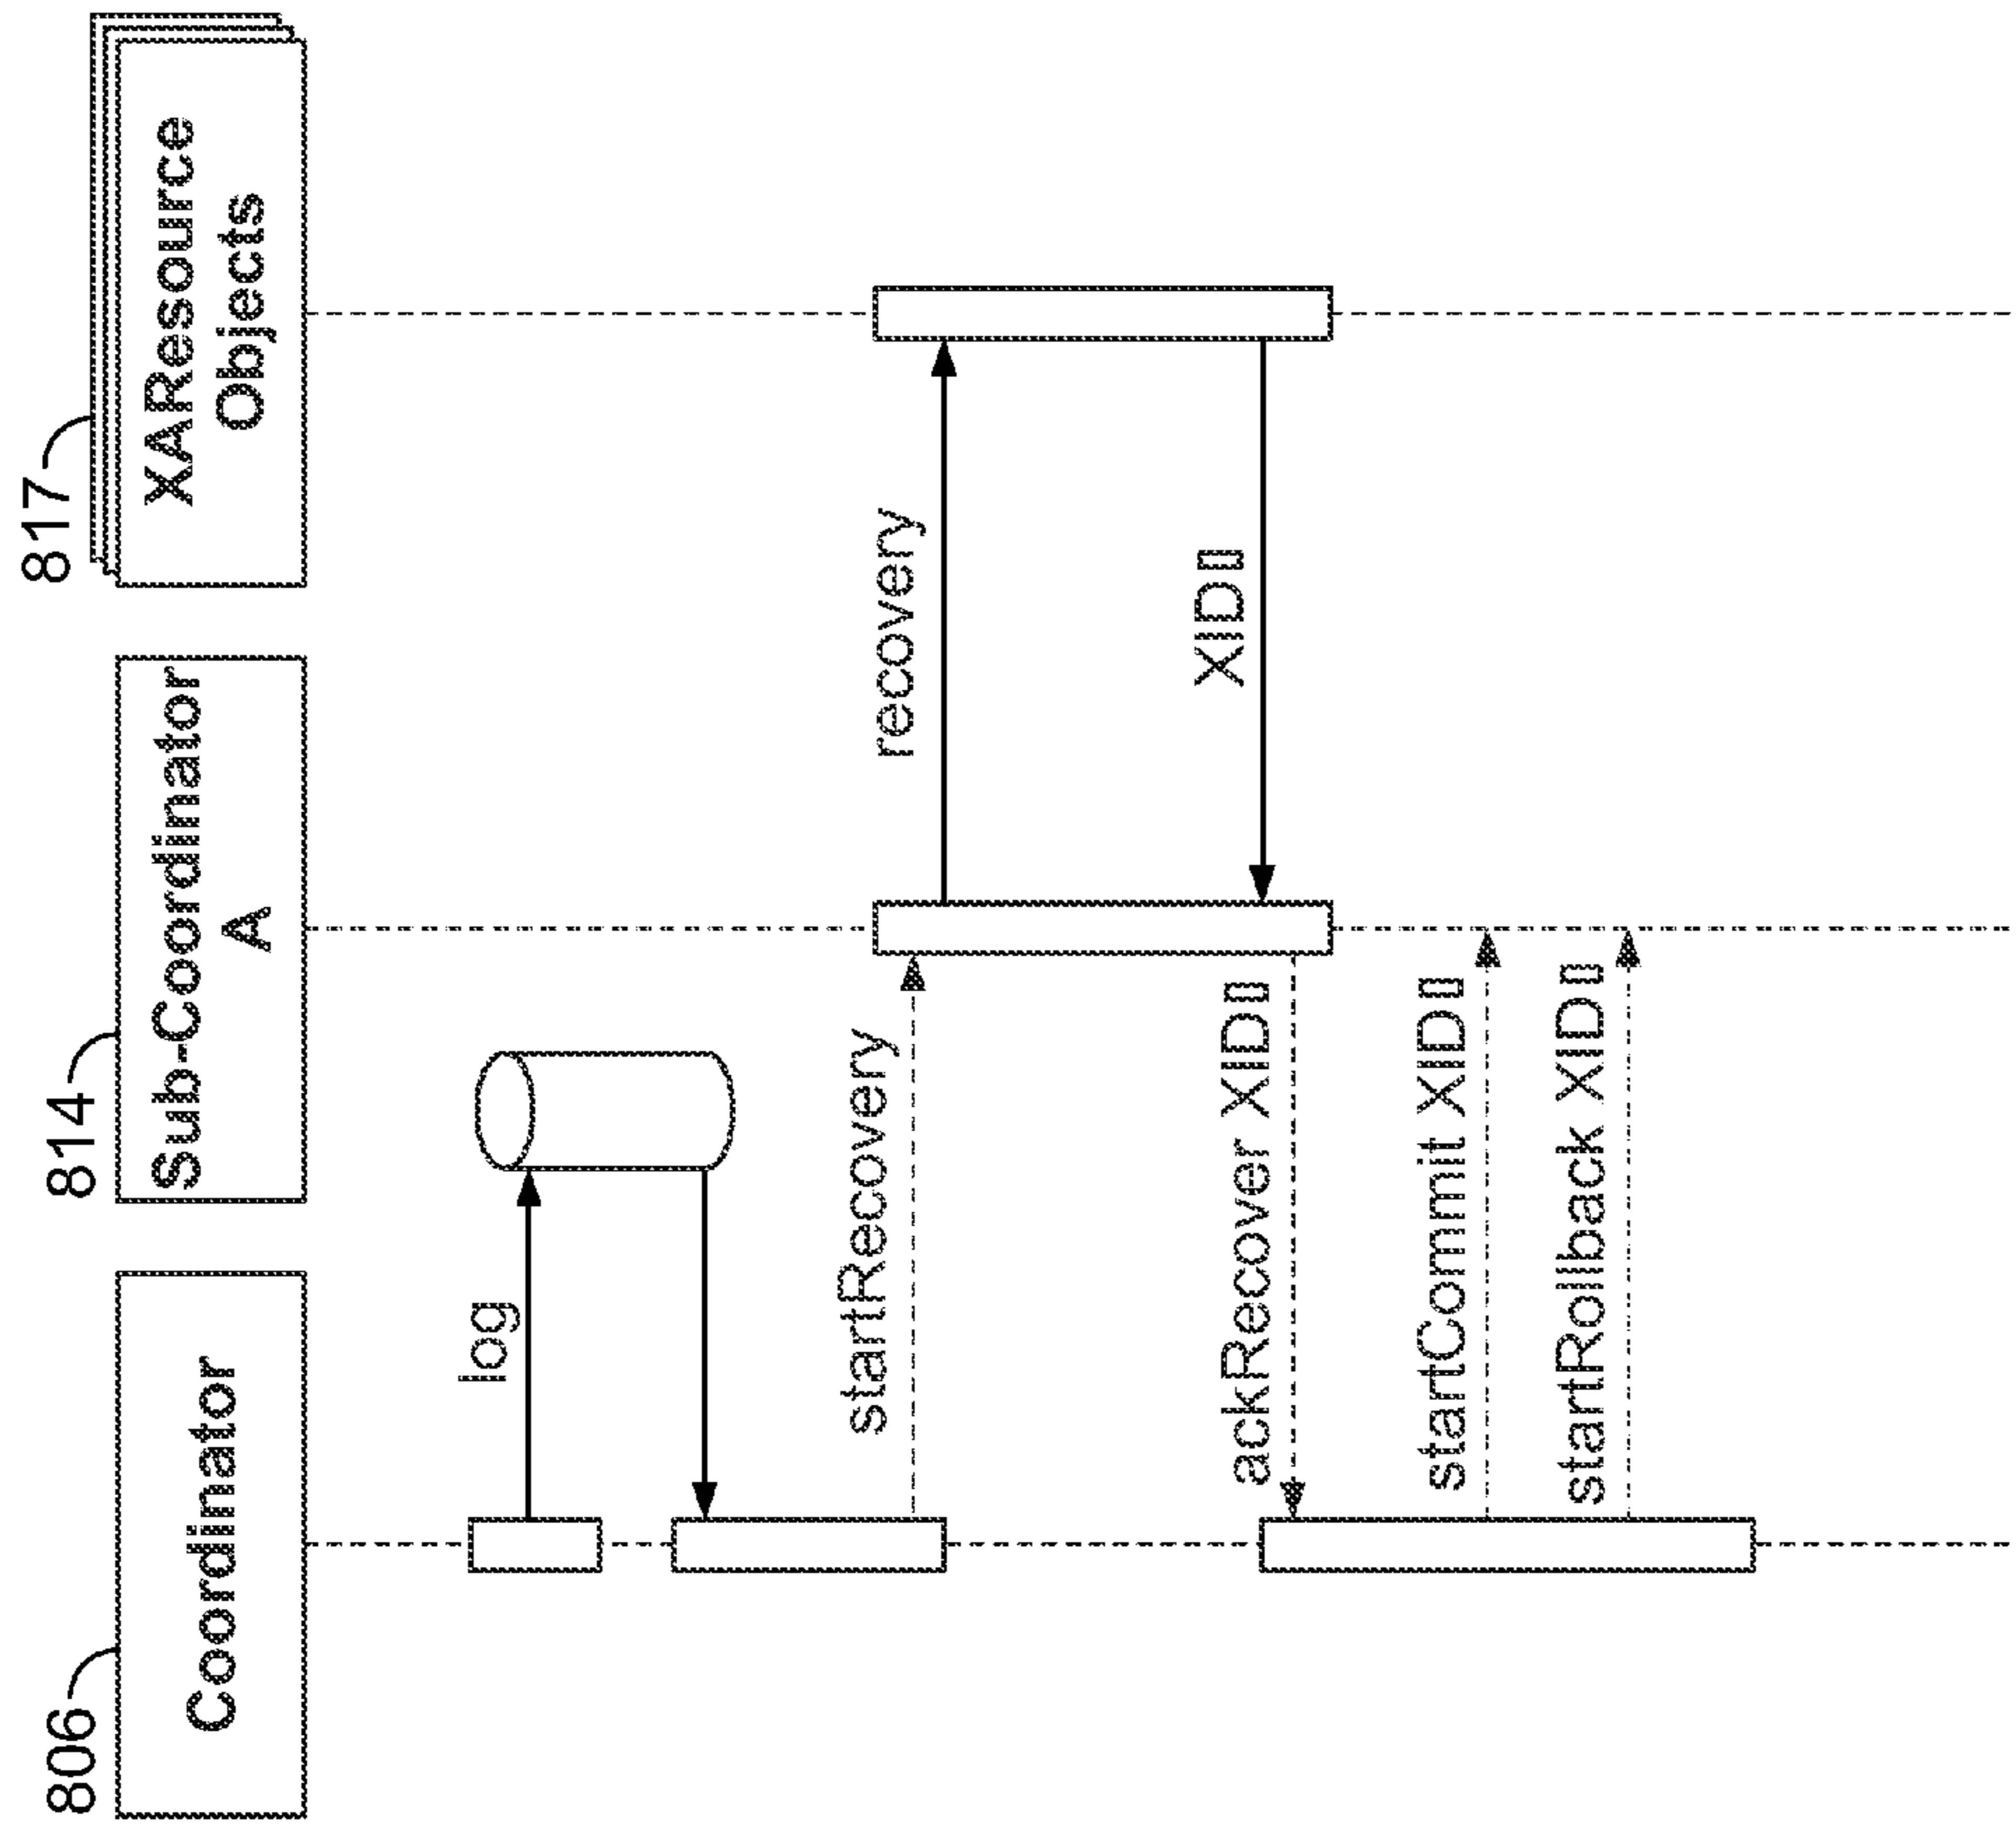 806
Coordinator
814
Sub-Coordinator
A
817
XAResource
Objects
log
startRecovery
recovery
XID[]
ackRecover XID[]
startCommit XID[]
startRollback XID[]